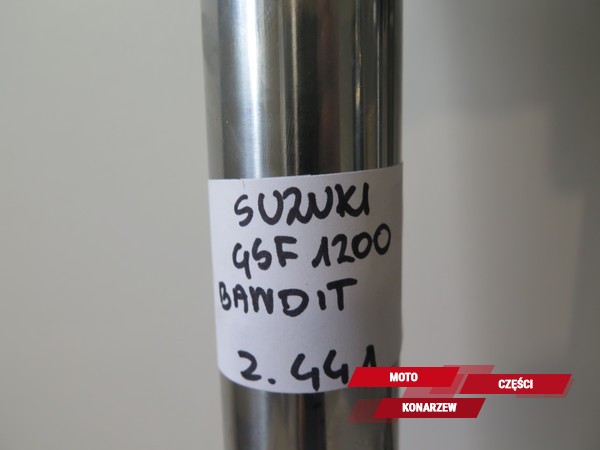 SUZUKI
GSF 1200
BANDIT
2.441
MOTO
CZĘŚCI
KONARZEW